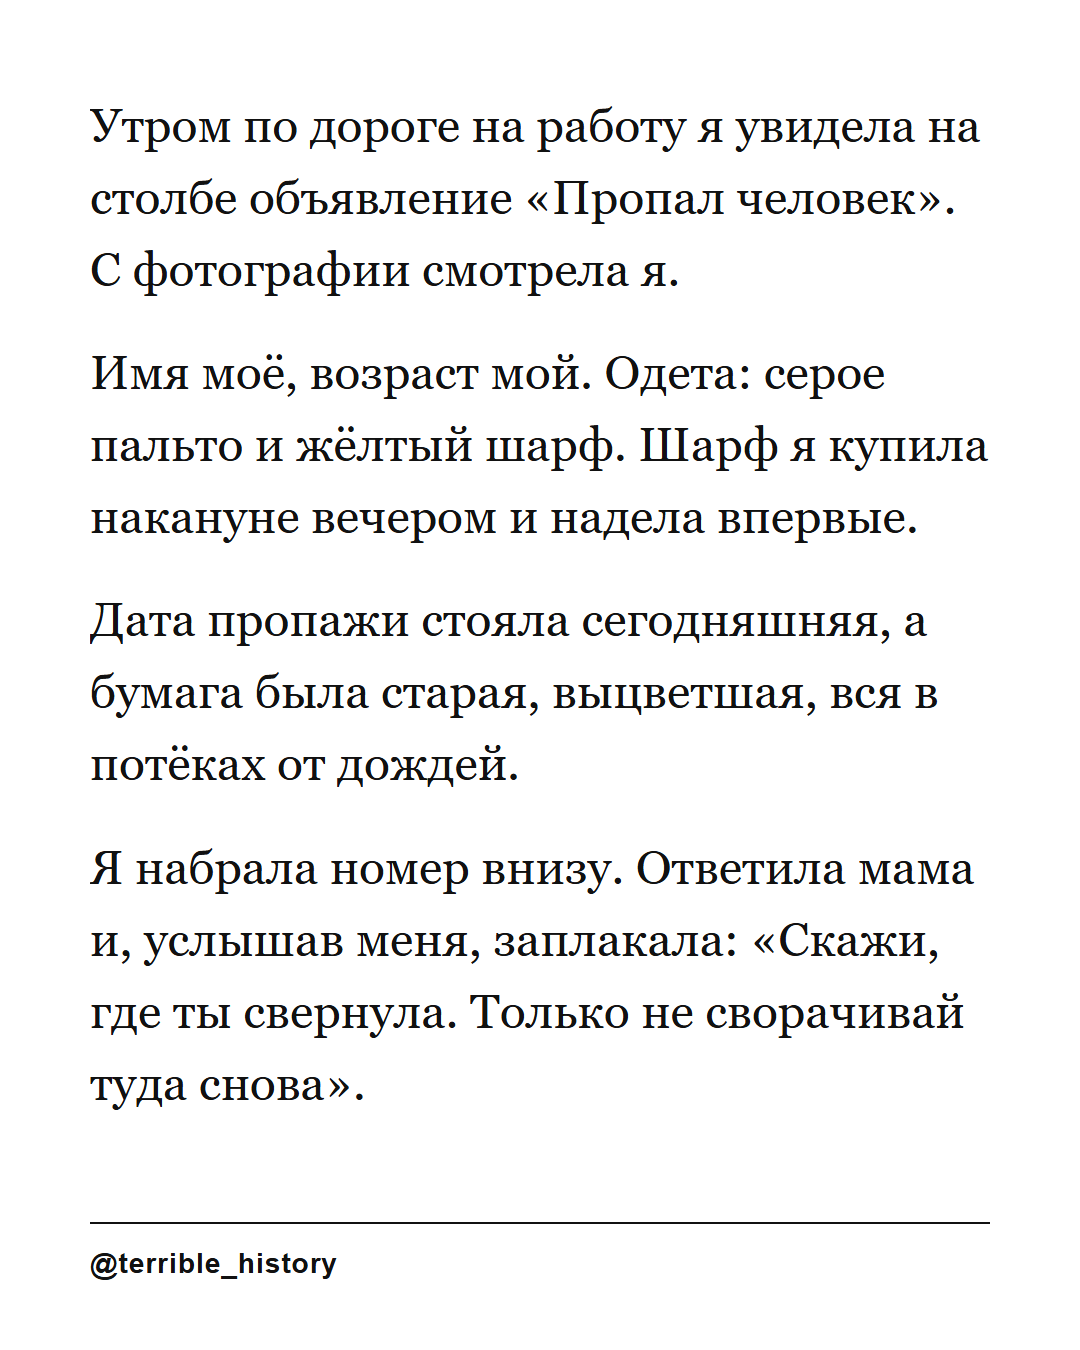 Утром по дороге на работу я увидела на
столбе объявление «Пропал человек».
С фотографии смотрела я.
Имя моё, возраст мой. Одета: серое
пальто и жёлтый шарф. Шарф я купила
накануне вечером и надела впервые.
Дата пропажи стояла сегодняшняя, а
бумага была старая, выцветшая, вся в
потёках от дождей.
Я набрала номер внизу. Ответила мама
и, услышав меня, заплакала: «Скажи,
где ты свернула. Только не сворачивай
туда снова».
@terrible_history